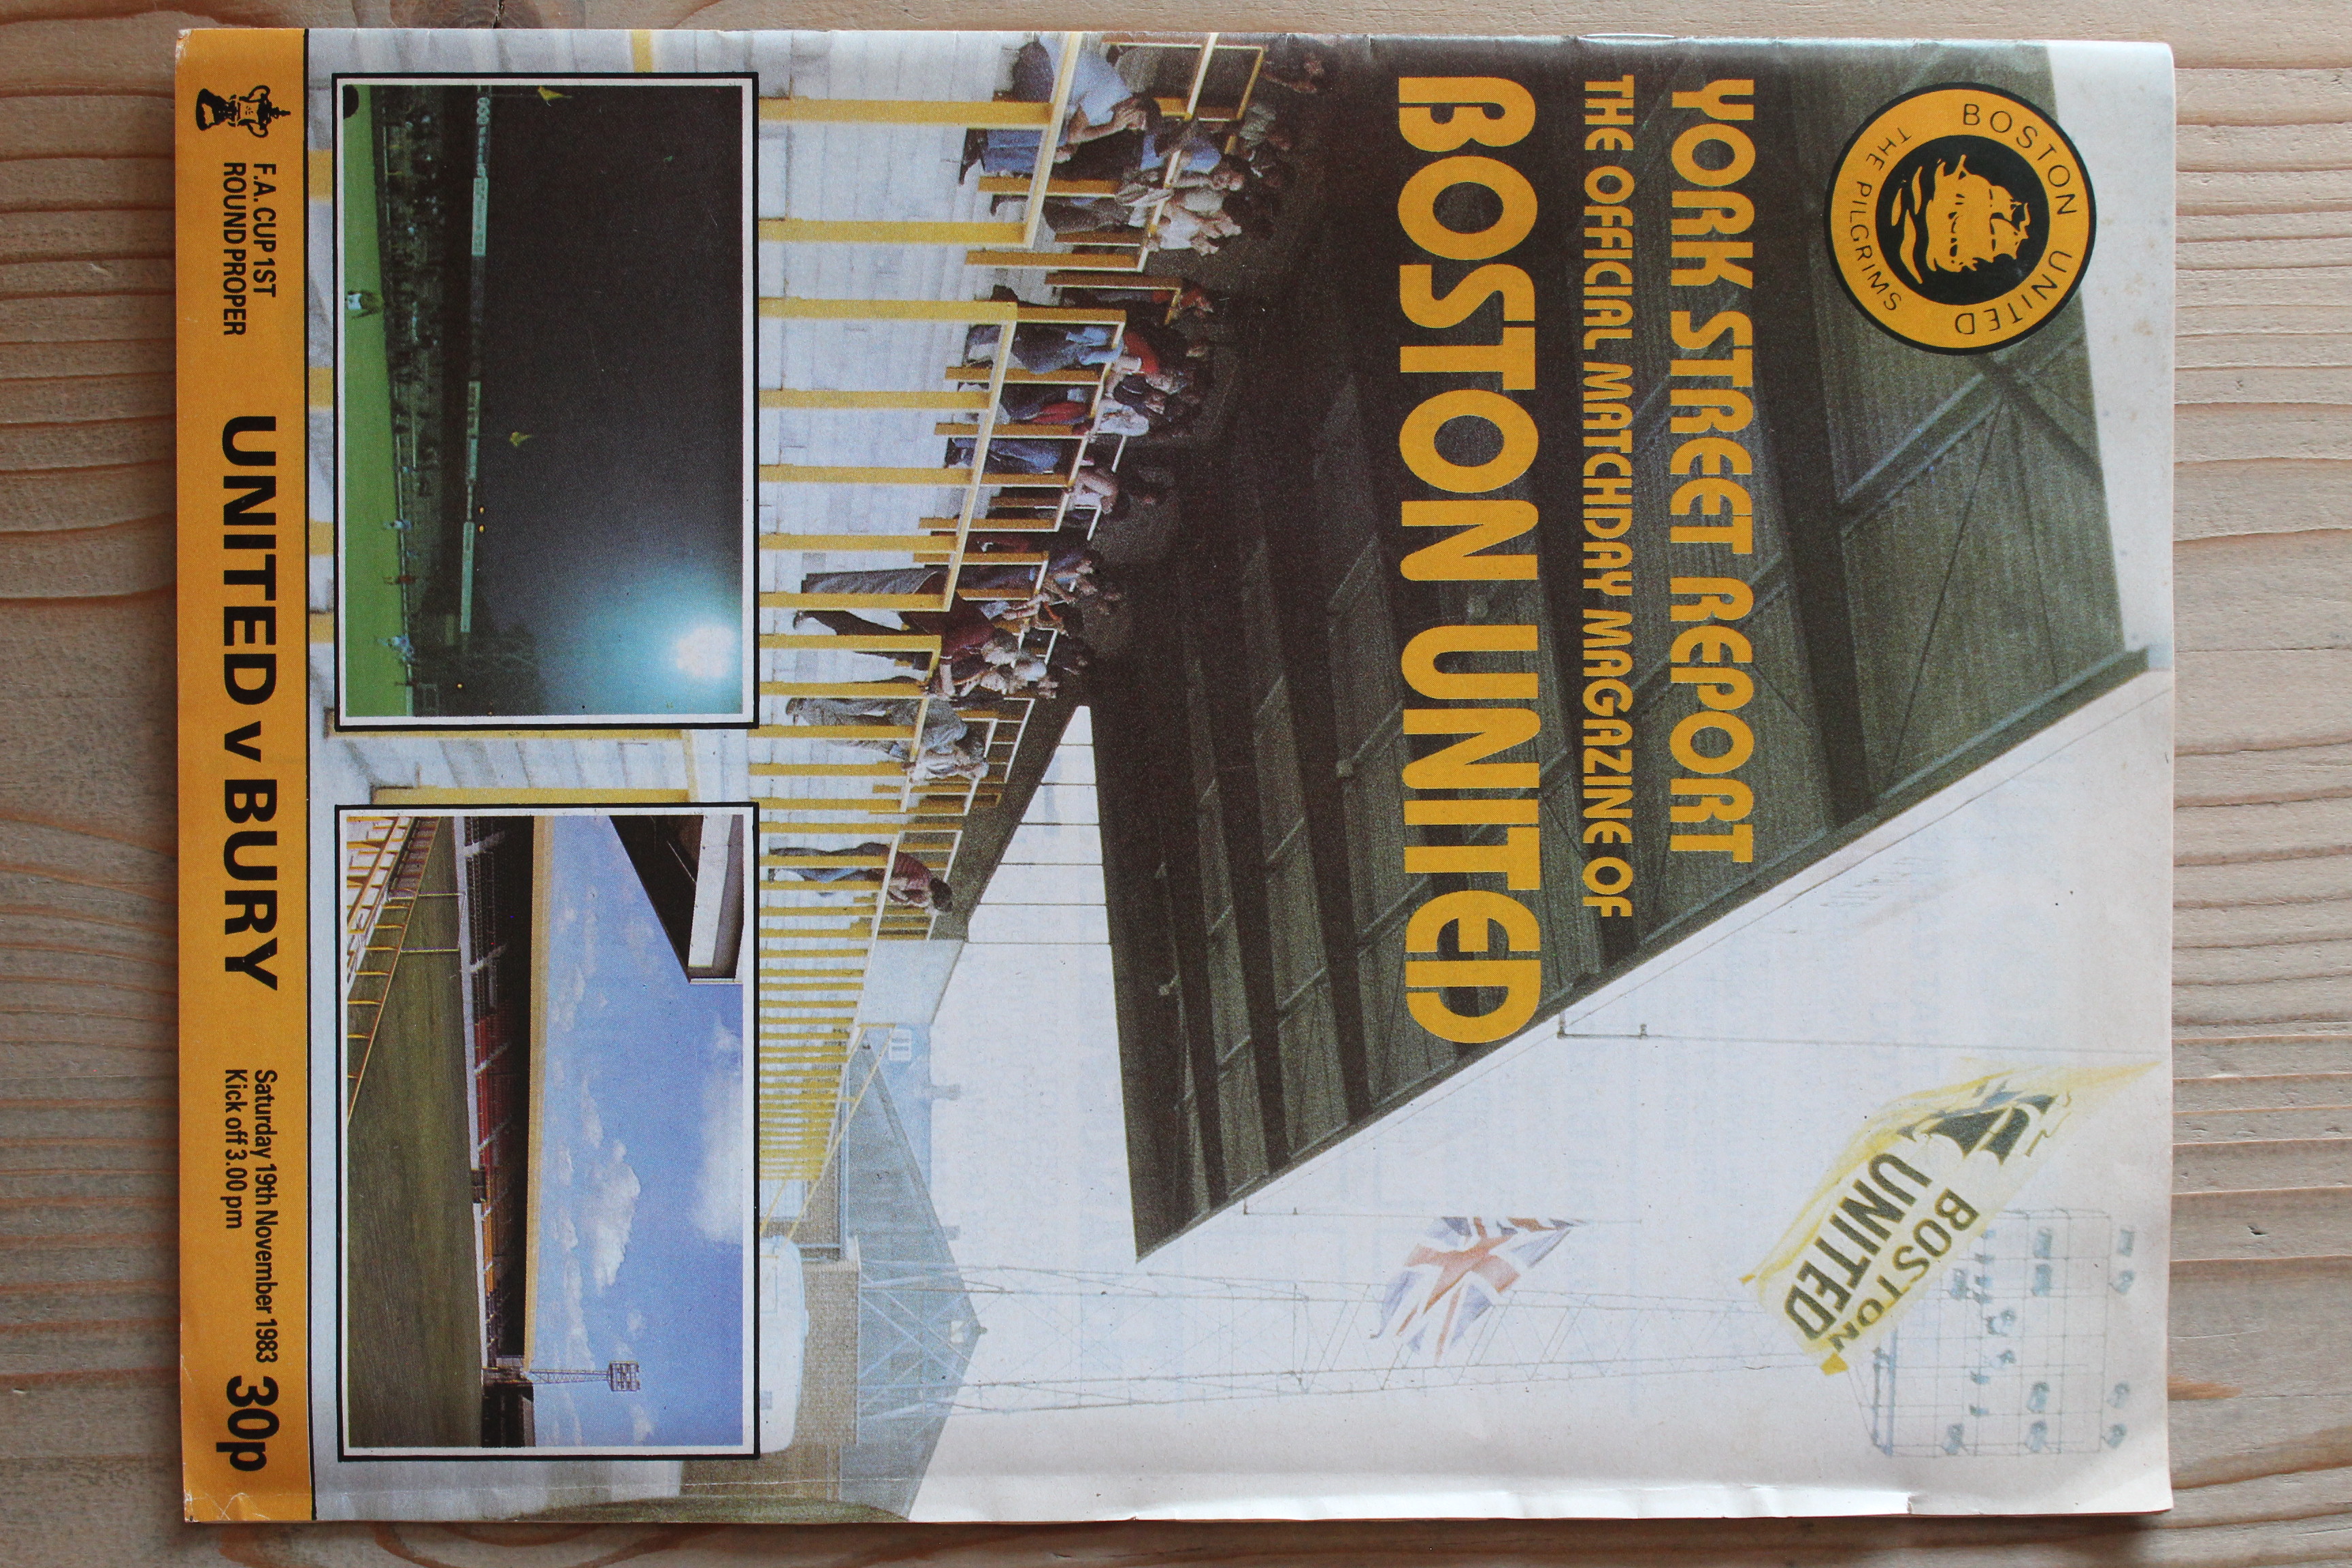 BOSTON UNITED
THE PILGRIMS
YORK STREET REPORT
THE OFFICIAL MATCHDAY MAGAZINE OF
BOSTON UNITED
BOSTON
UNITED
F.A. CUP 1ST
ROUND PROPER
UNITED v BURY
Saturday 19th November 1983
Kick off 3.00 pm
30p